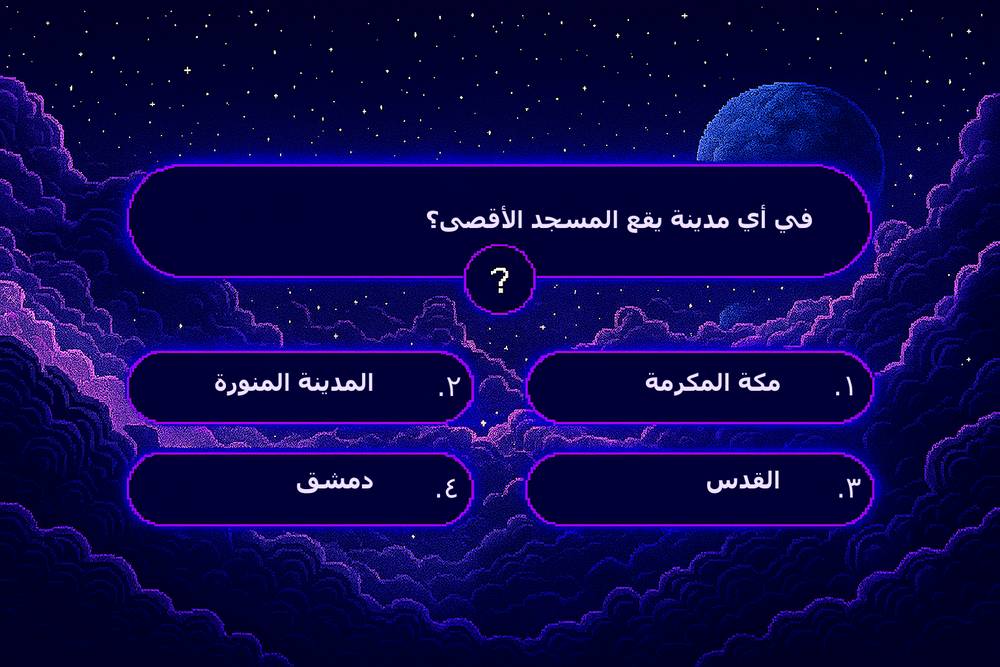 في أي مدينة يقع المسجد الأقصى؟
?
١. مكة المكرمة
٢. المدينة المنورة
٣. القدس
٤. دمشق